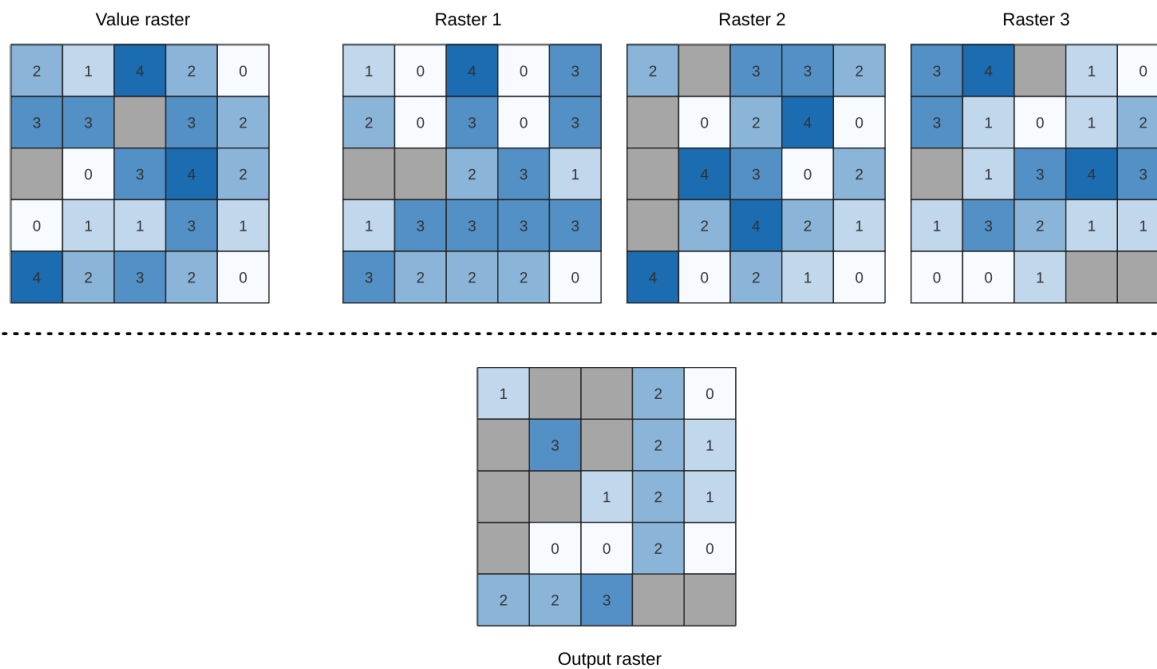 Value raster Raster 1 Raster 2 Raster 3
2 1 4 2 0 1 0 4 0 3 2 3 3 2 3 4 1 0
3 3 3 2 2 0 3 0 3 0 2 4 0 3 1 0 1 2
0 3 4 2 2 3 1 4 3 0 2 1 3 4 3
0 1 1 3 1 1 3 3 3 3 2 4 2 1 1 3 2 1 1
4 2 3 2 0 3 2 2 2 0 4 0 2 1 0 0 0 1
1 2 0
3 2 1
1 2 1
0 0 2 0
2 2 3
Output raster